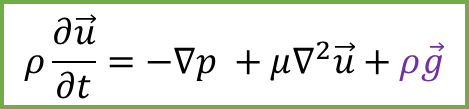 ρ ∂u⃗/∂t = −∇p + μ∇²u⃗ + ρg⃗